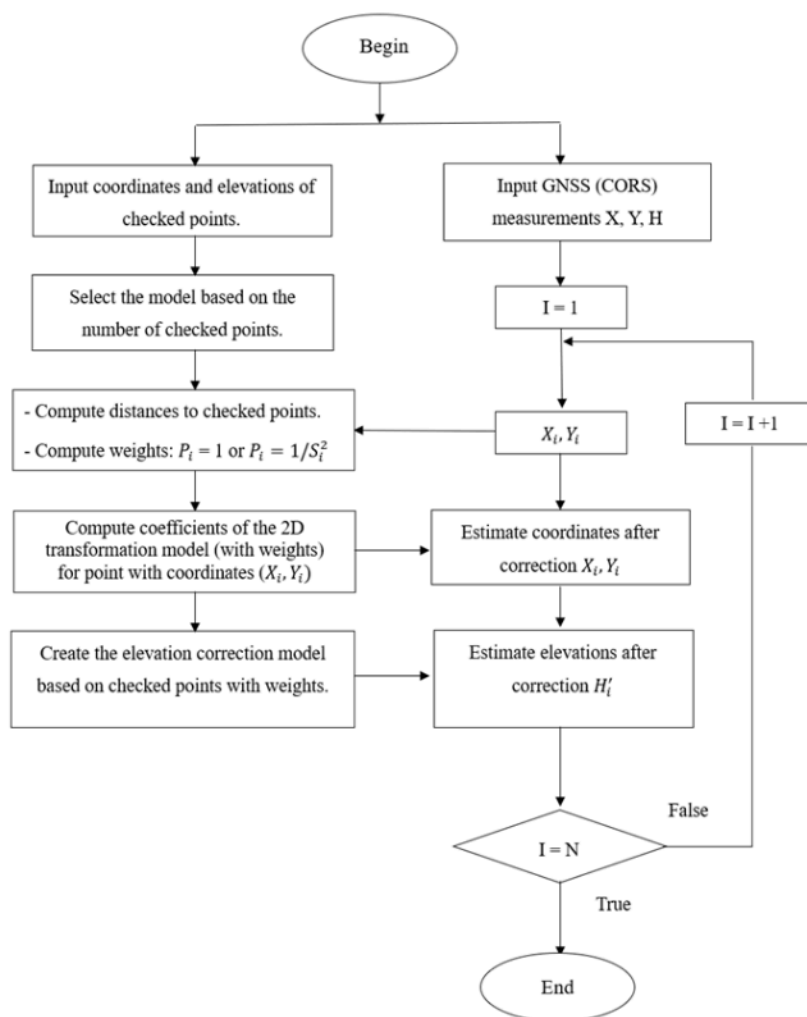 Begin
Input coordinates and elevations of
checked points.
Input GNSS (CORS)
measurements X, Y, H
Select the model based on the
number of checked points.
I = 1
- Compute distances to checked points.
- Compute weights: $P_i = 1$ or $P_i = 1/S_i^2$
$X_i, Y_i$
I = I +1
Compute coefficients of the 2D
transformation model (with weights)
for point with coordinates ($X_i, Y_i$)
Estimate coordinates after
correction $X_i, Y_i$
Create the elevation correction model
based on checked points with weights.
Estimate elevations after
correction $H_i'$
False
I = N
True
End